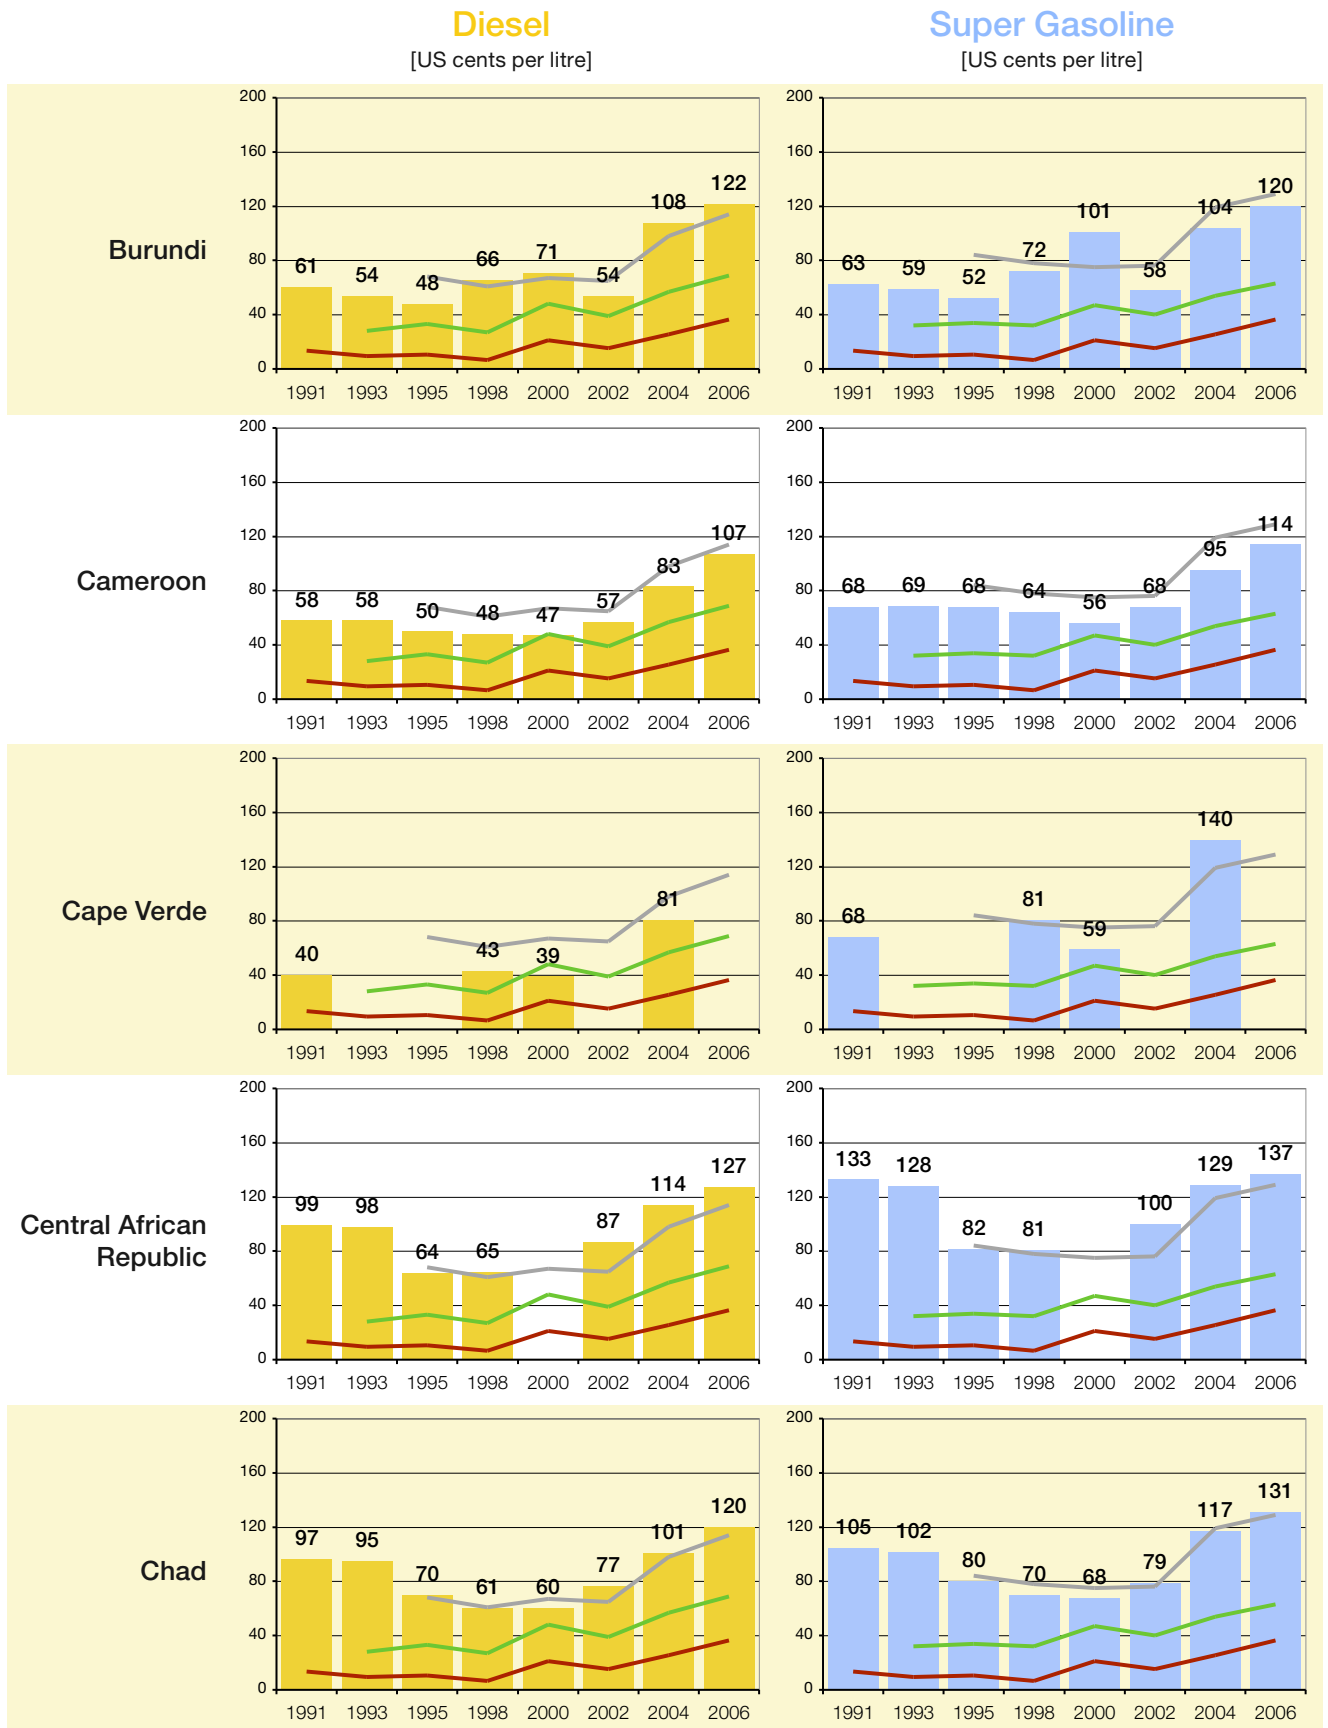 Diesel
[US cents per litre]
Super Gasoline
[US cents per litre]
Burundi
200
160
120
80
40
0
61 54 48 66 71 54 108 122
1991 1993 1995 1998 2000 2002 2004 2006
200
160
120
80
40
0
63 59 52 72 101 58 104 120
1991 1993 1995 1998 2000 2002 2004 2006
Cameroon
200
160
120
80
40
0
58 58 50 48 47 57 83 107
1991 1993 1995 1998 2000 2002 2004 2006
200
160
120
80
40
0
68 69 68 64 56 68 95 114
1991 1993 1995 1998 2000 2002 2004 2006
Cape Verde
200
160
120
80
40
0
40 43 39 81
1991 1993 1995 1998 2000 2002 2004 2006
200
160
120
80
40
0
68 81 59 140
1991 1993 1995 1998 2000 2002 2004 2006
Central African
Republic
200
160
120
80
40
0
99 98 64 65 87 114 127
1991 1993 1995 1998 2000 2002 2004 2006
200
160
120
80
40
0
133 128 82 81 100 129 137
1991 1993 1995 1998 2000 2002 2004 2006
Chad
200
160
120
80
40
0
97 95 70 61 60 77 101 120
1991 1993 1995 1998 2000 2002 2004 2006
200
160
120
80
40
0
105 102 80 70 68 79 117 131
1991 1993 1995 1998 2000 2002 2004 2006